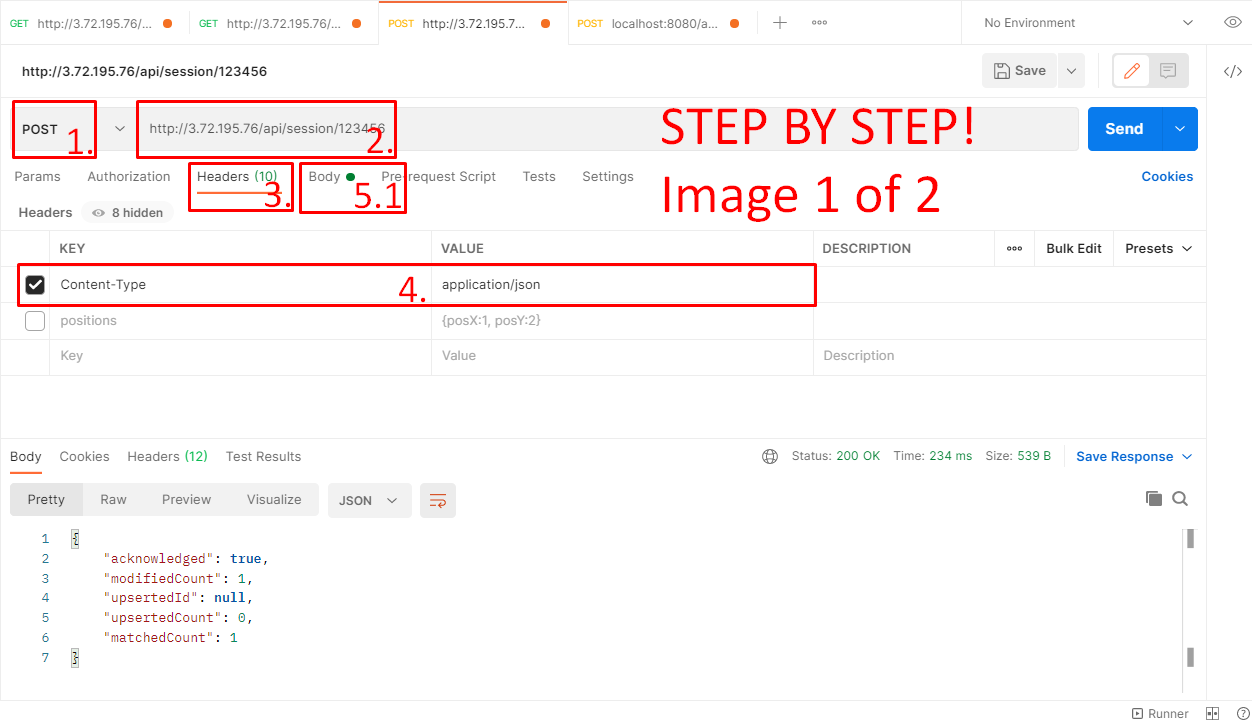 GET http://3.72.195.76/... GET http://3.72.195.76/... POST http://3.72.195.7... POST localhost:8080/a... No Environment
http://3.72.195.76/api/session/123456 Save
POST 1. http://3.72.195.76/api/session/123456 2. STEP BY STEP! Send
Params Authorization Headers (10) 3. Body 5.1 Pre-request Script Tests Settings Image 1 of 2 Cookies
Headers 8 hidden
KEY VALUE DESCRIPTION Bulk Edit Presets
Content-Type 4. application/json
positions {posX:1, posY:2}
Key Value Description
Body Cookies Headers (12) Test Results Status: 200 OK Time: 234 ms Size: 539 B Save Response
Pretty Raw Preview Visualize JSON
1 {
2 "acknowledged": true,
3 "modifiedCount": 1,
4 "upsertedId": null,
5 "upsertedCount": 0,
6 "matchedCount": 1
7 }
Runner